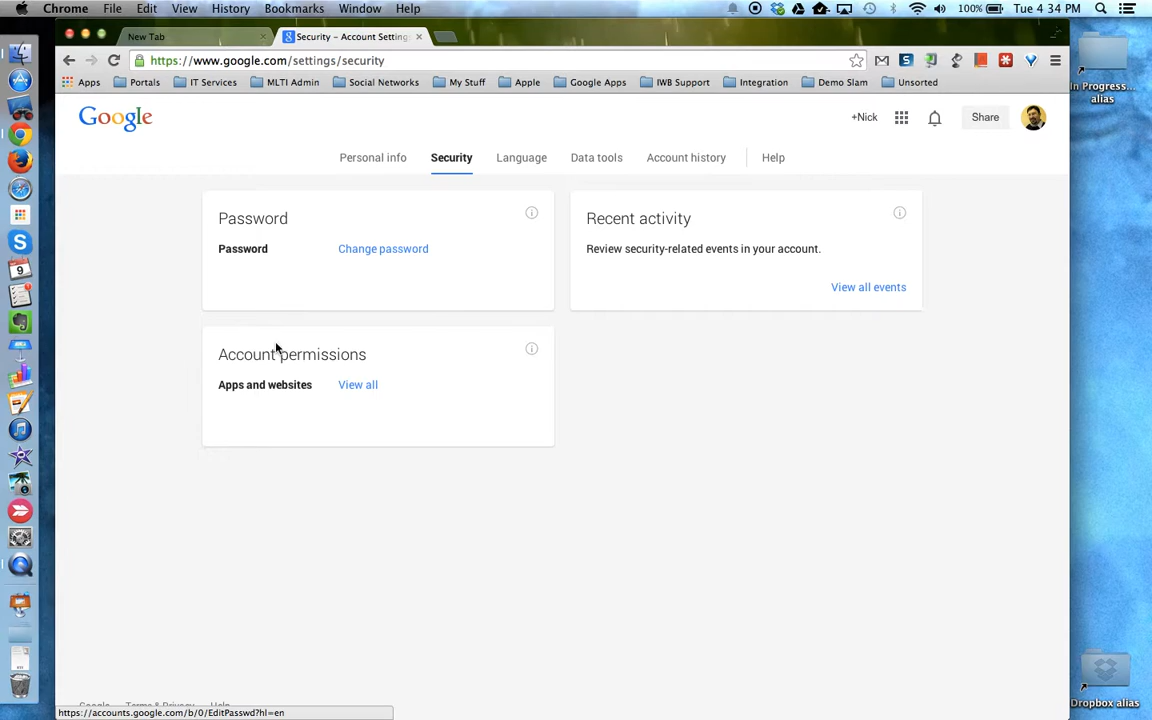 Chrome File Edit View History Bookmarks Window Help 100% Tue 4:34 PM
New Tab Security – Account Setting
https://www.google.com/settings/security
Apps Portals IT Services MLTI Admin Social Networks My Stuff Apple Google Apps IWB Support Integration Demo Slam Unsorted
In Progress...
alias
Google +Nick Share
Personal info Security Language Data tools Account history Help
Password
Password Change password
Recent activity
Review security-related events in your account.
View all events
Account permissions
Apps and websites View all
Google Terms & Privacy Help
https://accounts.google.com/b/0/EditPasswd?hl=en
Dropbox alias